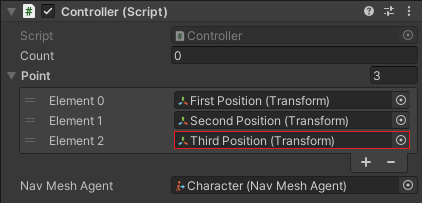 Controller (Script)
Script Controller
Count 0
Point 3
Element 0 First Position (Transform)
Element 1 Second Position (Transform)
Element 2 Third Position (Transform)
Nav Mesh Agent Character (Nav Mesh Agent)